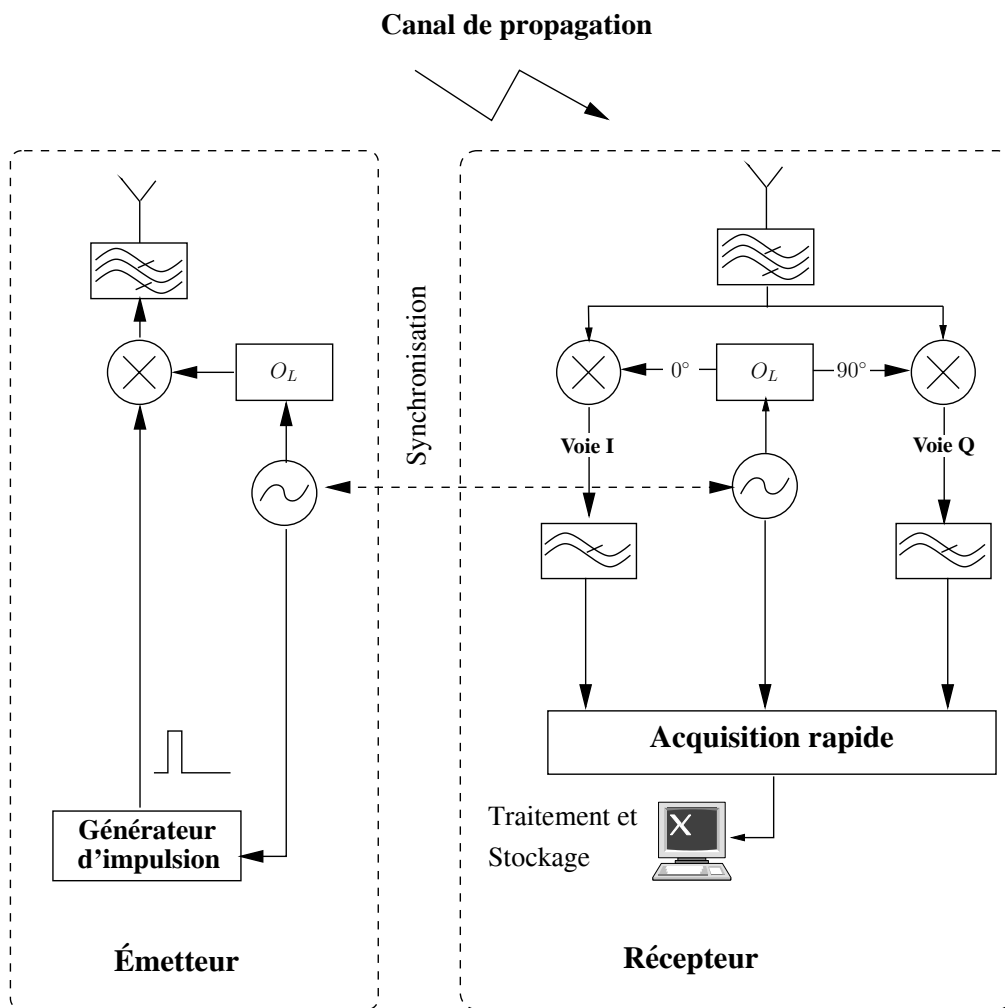 Canal de propagation
Synchronisation
O_L
O_L
0°
90°
Voie I
Voie Q
Acquisition rapide
Générateur
d'impulsion
Traitement et
Stockage
X
Émetteur
Récepteur